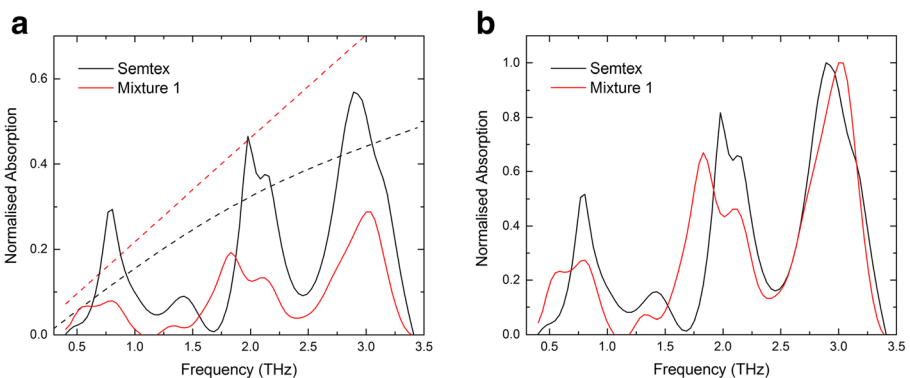 a
Semtex
Mixture 1
Normalised Absorption
0.6
0.4
0.2
0.0
0.5 1.0 1.5 2.0 2.5 3.0 3.5
Frequency (THz)
b
Semtex
Mixture 1
Normalised Absorption
1.0
0.8
0.6
0.4
0.2
0.0
0.5 1.0 1.5 2.0 2.5 3.0 3.5
Frequency (THz)